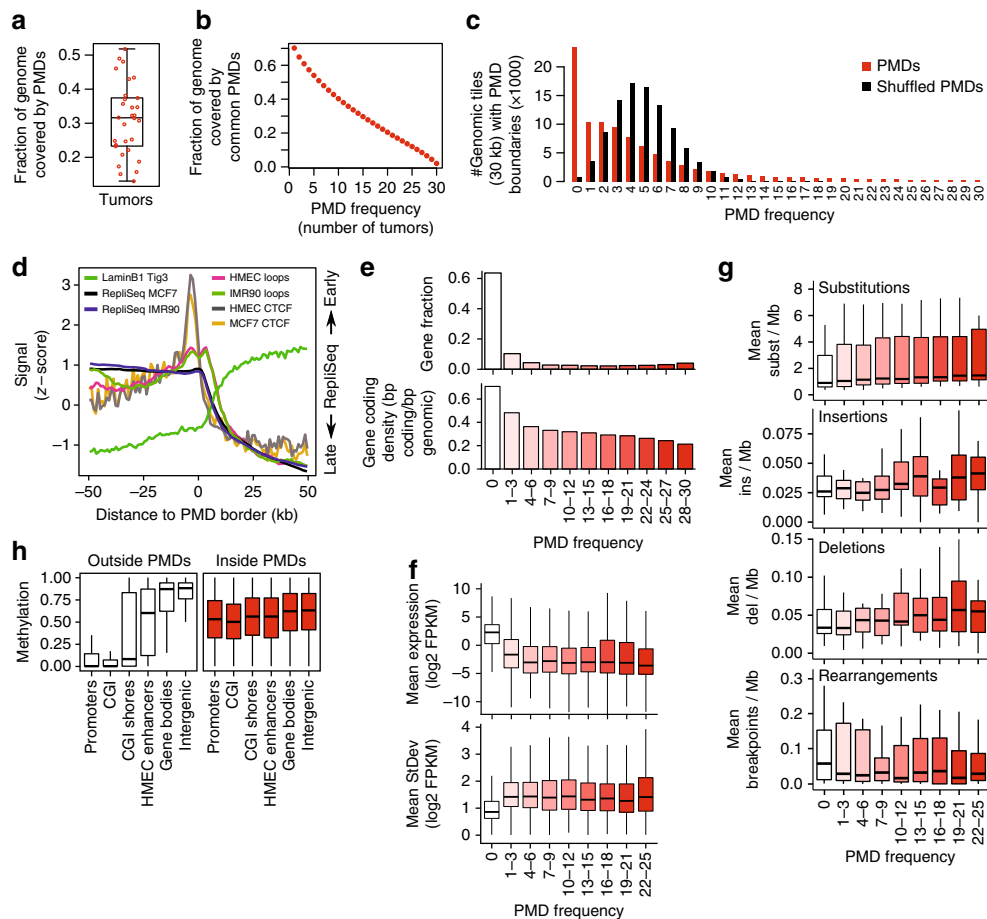 a
Fraction of genome
covered by PMDs
0.5
0.4
0.3
0.2
Tumors
b
Fraction of genome
covered by
common PMDs
0.6
0.4
0.2
0.0
0 5 10 15 20 25 30
PMD frequency
(number of tumors)
c
#Genomic tiles
(30 kb) with PMD
boundaries (×1000)
20
15
10
5
0
PMDs
Shuffled PMDs
0 1 2 3 4 5 6 7 8 9 10 11 12 13 14 15 16 17 18 19 20 21 22 23 24 25 26 27 28 29 30
PMD frequency
d
Signal
(z−score)
3
2
1
0
−1
LaminB1 Tig3
RepliSeq MCF7
RepliSeq IMR90
HMEC loops
IMR90 loops
HMEC CTCF
MCF7 CTCF
Late ← RepliSeq → Early
−50 −25 0 25 50
Distance to PMD border (kb)
e
Gene fraction
0.6
0.4
0.2
0.0
Gene coding
density (bp
coding/bp
genomic)
0.6
0.4
0.2
0.0
0 1–3 4–6 7–9 10–12 13–15 16–18 19–21 22–24 25–27 28–30
PMD frequency
f
Mean expression
(log2 FPKM)
10
5
0
−5
−10
Mean StDev
(log2 FPKM)
4
3
2
1
0
0 1–3 4–6 7–9 10–12 13–15 16–18 19–21 22–25
PMD frequency
g
Substitutions
Mean
subst / Mb
8
6
4
2
0
Insertions
Mean
ins / Mb
0.075
0.050
0.025
0.000
Deletions
Mean
del / Mb
0.15
0.10
0.05
0.00
Rearrangements
Mean
breakpoints / Mb
0.3
0.2
0.1
0.0
0 1–3 4–6 7–9 10–12 13–15 16–18 19–21 22–25
PMD frequency
h
Outside PMDs
Inside PMDs
Methylation
1.00
0.75
0.50
0.25
0.00
Promoters CGI CGI shores HMEC enhancers Gene bodies Intergenic
Promoters CGI CGI shores HMEC enhancers Gene bodies Intergenic